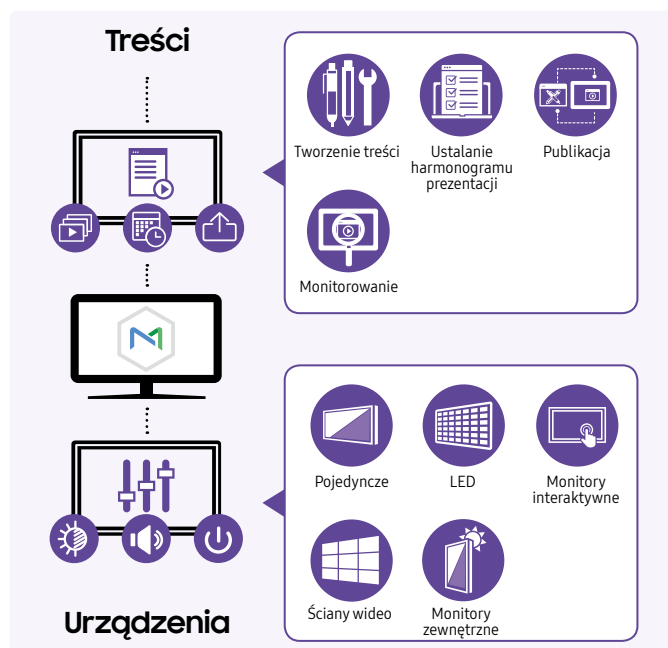 Treści
Tworzenie treści
Ustalanie
harmonogramu
prezentacji
Publikacja
Monitorowanie
Pojedyncze
LED
Monitory
interaktywne
Ściany wideo
Monitory
zewnętrzne
Urządzenia